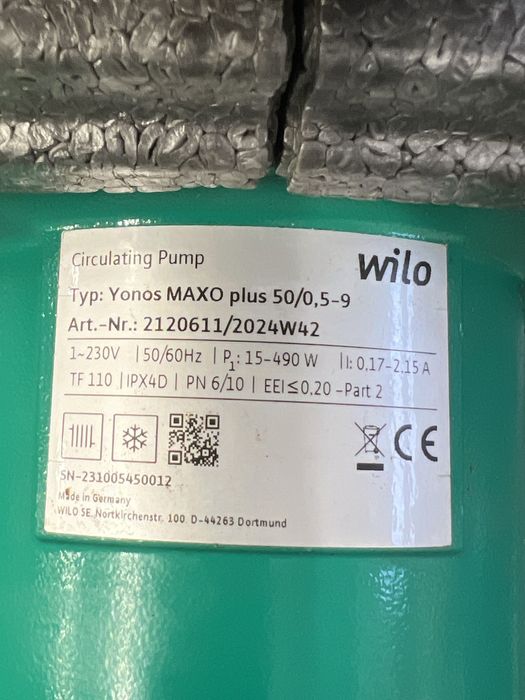 Circulating Pump
wilo
Typ: Yonos MAXO plus 50/0,5-9
Art.-Nr.: 2120611/2024W42
1~230V | 50/60Hz | P1: 15-490 W | I: 0,17-2,15 A
TF 110 | IPX4D | PN 6/10 | EEI≤0,20 -Part 2
CE
SN-231005450012
Made in Germany
WILO SE, Nortkirchenstr. 100 D-44263 Dortmund